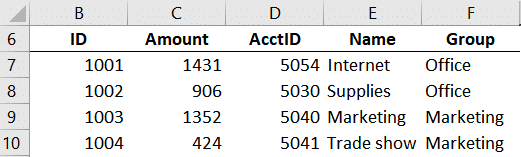 B C D E F
6 ID Amount AcctID Name Group
7 1001 1431 5054 Internet Office
8 1002 906 5030 Supplies Office
9 1003 1352 5040 Marketing Marketing
10 1004 424 5041 Trade show Marketing